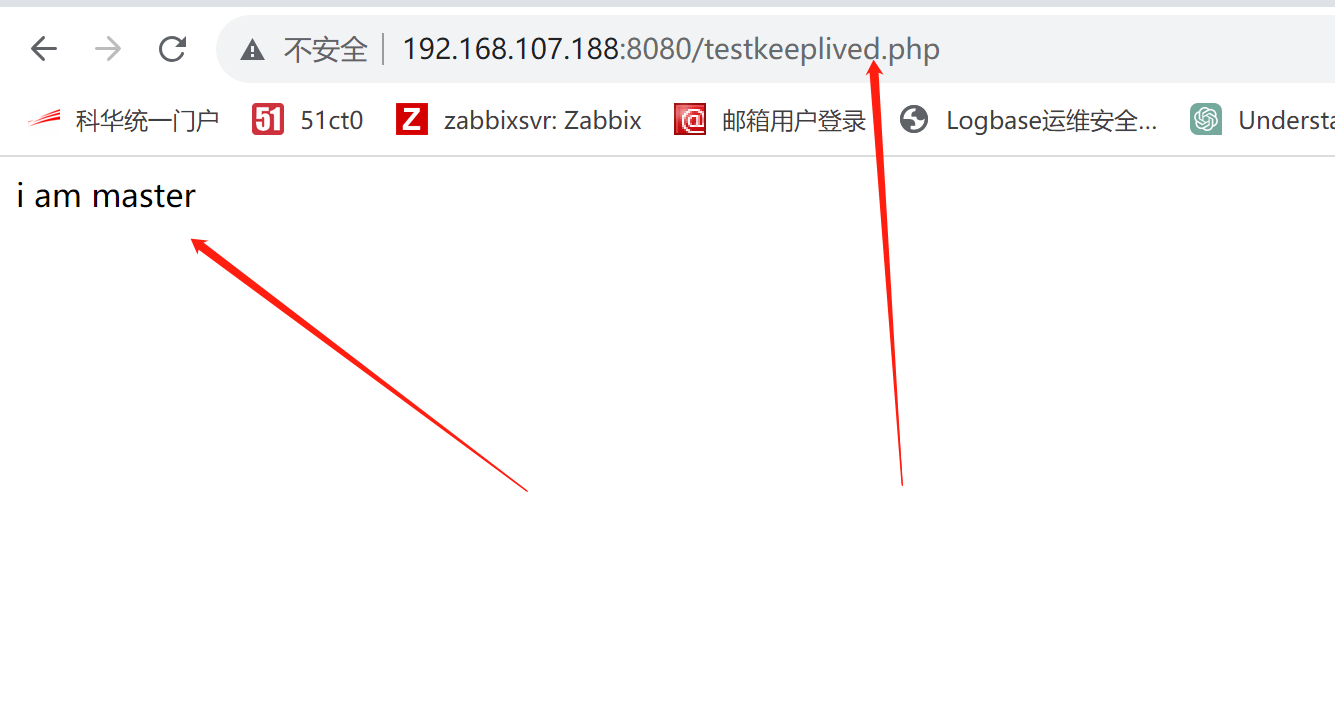 不安全 192.168.107.188:8080/testkeeplived.php
科华统一门户 51 51ct0 Z zabbixsvr: Zabbix @ 邮箱用户登录 Logbase运维安全... Understa
i am master